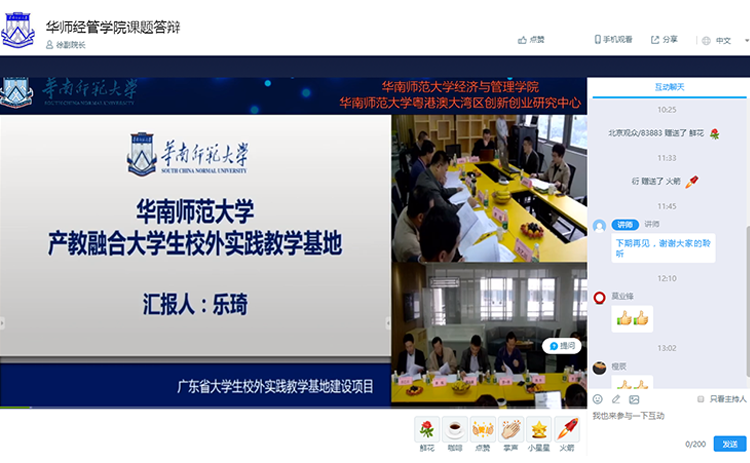 华师经管学院课题答辩
徐副院长
点赞
手机观看
分享
中文
華南师範大学
SOUTH CHINA NORMAL UNIVERSITY
华南师范大学经济与管理学院
华南师范大学粤港澳大湾区创新创业研究中心
華南师範大学
SOUTH CHINA NORMAL UNIVERSITY
华南师范大学
产教融合大学生校外实践教学基地
汇报人：乐琦
广东省大学生校外实践教学基地建设项目
提问
鲜花
咖啡
点赞
掌声
小星星
火箭
互动聊天
10:25
北京观众/83883 赠送了 鲜花
11:33
衍 赠送了 火箭
11:45
讲师 讲师
下期再见，谢谢大家的聆
听
12:10
莫业锋
13:02
只看主持人
我也来参与一下互动
0/200
发送